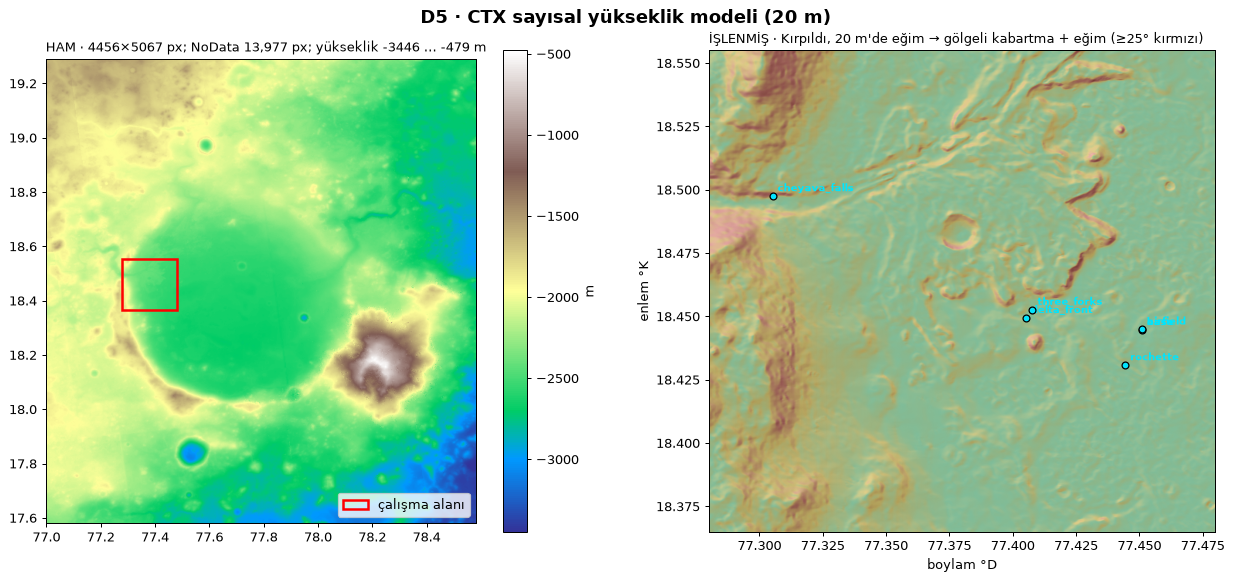 D5 · CTX sayısal yükseklik modeli (20 m)
HAM · 4456×5067 px; NoData 13,977 px; yükseklik -3446 … -479 m
19.2
19.0
18.8
18.6
18.4
18.2
18.0
17.8
17.6
77.0 77.2 77.4 77.6 77.8 78.0 78.2 78.4
çalışma alanı
−500
−1000
−1500
−2000
−2500
−3000
m
İŞLENMİŞ · Kırpıldı, 20 m'de eğim → gölgeli kabartma + eğim (≥25° kırmızı)
18.550
18.525
18.500
18.475
18.450
18.425
18.400
18.375
enlem °K
77.300 77.325 77.350 77.375 77.400 77.425 77.450 77.475
boylam °D